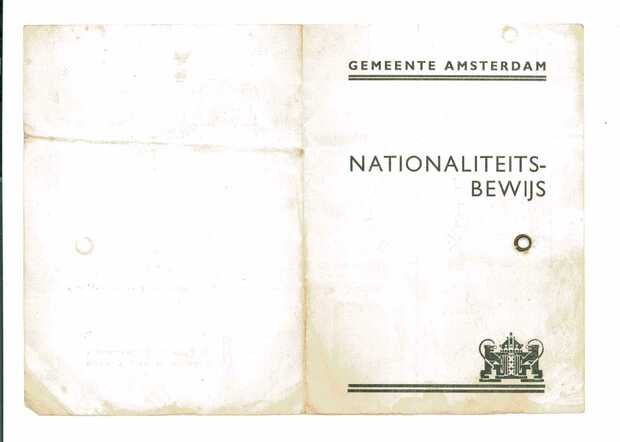 GEMEENTE AMSTERDAM
NATIONALITEITS-
BEWIJS